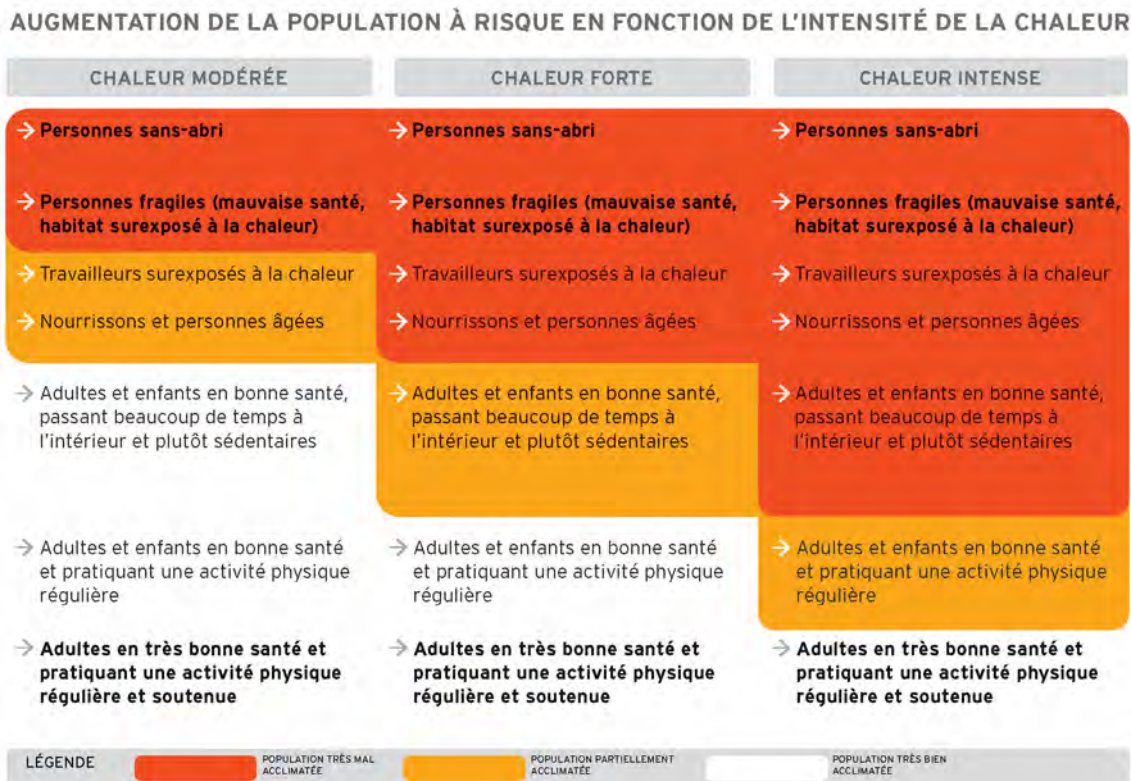 AUGMENTATION DE LA POPULATION À RISQUE EN FONCTION DE L'INTENSITÉ DE LA CHALEUR
CHALEUR MODÉRÉE
→ Personnes sans-abri
→ Personnes fragiles (mauvaise santé,
habitat surexposé à la chaleur)
→ Travailleurs surexposés à la chaleur
→ Nourrissons et personnes âgées
→ Adultes et enfants en bonne santé,
passant beaucoup de temps à
l'intérieur et plutôt sédentaires
→ Adultes et enfants en bonne santé
et pratiquant une activité physique
régulière
→ Adultes en très bonne santé et
pratiquant une activité physique
régulière et soutenue
CHALEUR FORTE
→ Personnes sans-abri
→ Personnes fragiles (mauvaise santé,
habitat surexposé à la chaleur)
→ Travailleurs surexposés à la chaleur
→ Nourrissons et personnes âgées
→ Adultes et enfants en bonne santé,
passant beaucoup de temps à
l'intérieur et plutôt sédentaires
→ Adultes et enfants en bonne santé
et pratiquant une activité physique
régulière
→ Adultes en très bonne santé et
pratiquant une activité physique
régulière et soutenue
CHALEUR INTENSE
→ Personnes sans-abri
→ Personnes fragiles (mauvaise santé,
habitat surexposé à la chaleur)
→ Travailleurs surexposés à la chaleur
→ Nourrissons et personnes âgées
→ Adultes et enfants en bonne santé,
passant beaucoup de temps à
l'intérieur et plutôt sédentaires
→ Adultes et enfants en bonne santé
et pratiquant une activité physique
régulière
→ Adultes en très bonne santé et
pratiquant une activité physique
régulière et soutenue
LÉGENDE
POPULATION TRÈS MAL
ACCLIMATÉE
POPULATION PARTIELLEMENT
ACCLIMATÉE
POPULATION TRÈS BIEN
ACCLIMATÉE